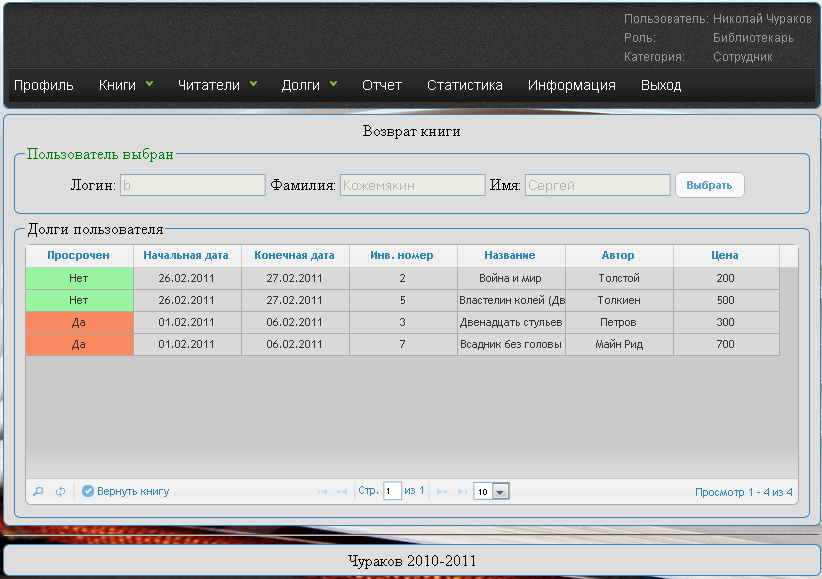 Пользователь: Николай Чураков
Роль: Библиотекарь
Категория: Сотрудник
Профиль Книги Читатели Долги Отчет Статистика Информация Выход
Возврат книги
Пользователь выбран
Логин: b Фамилия: Кожемякин Имя: Сергей Выбрать
Долги пользователя
Просрочен Начальная дата Конечная дата Инв. номер Название Автор Цена
Нет 26.02.2011 27.02.2011 2 Война и мир Толстой 200
Нет 26.02.2011 27.02.2011 5 Властелин колей (Дв Толкиен 500
Да 01.02.2011 06.02.2011 3 Двенадцать стульев Петров 300
Да 01.02.2011 06.02.2011 7 Всадник без головы Майн Рид 700
Вернуть книгу Стр. 1 из 1 10 Просмотр 1 - 4 из 4
Чураков 2010-2011